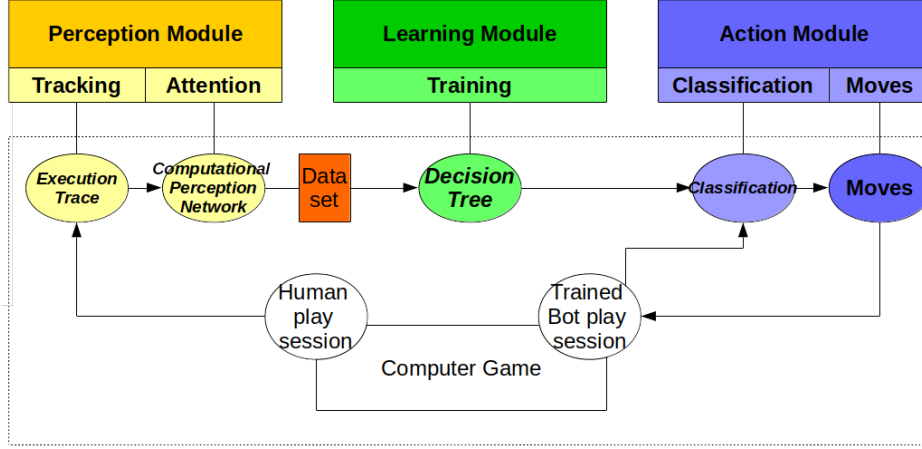 Perception Module
Learning Module
Action Module
Tracking
Attention
Training
Classification
Moves
Execution
Trace
Computational
Perception
Network
Data
set
Decision
Tree
Classification
Moves
Human
play
session
Trained
Bot play
session
Computer Game